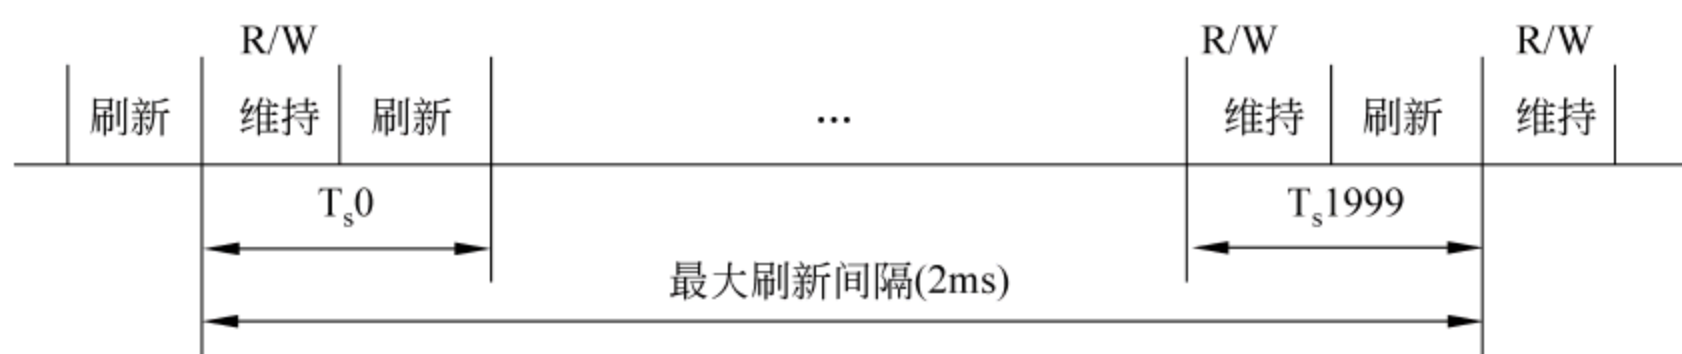 R/W R/W R/W
刷新 维持 刷新 ... 维持 刷新 维持
Ts0 Ts1999
最大刷新间隔(2ms)